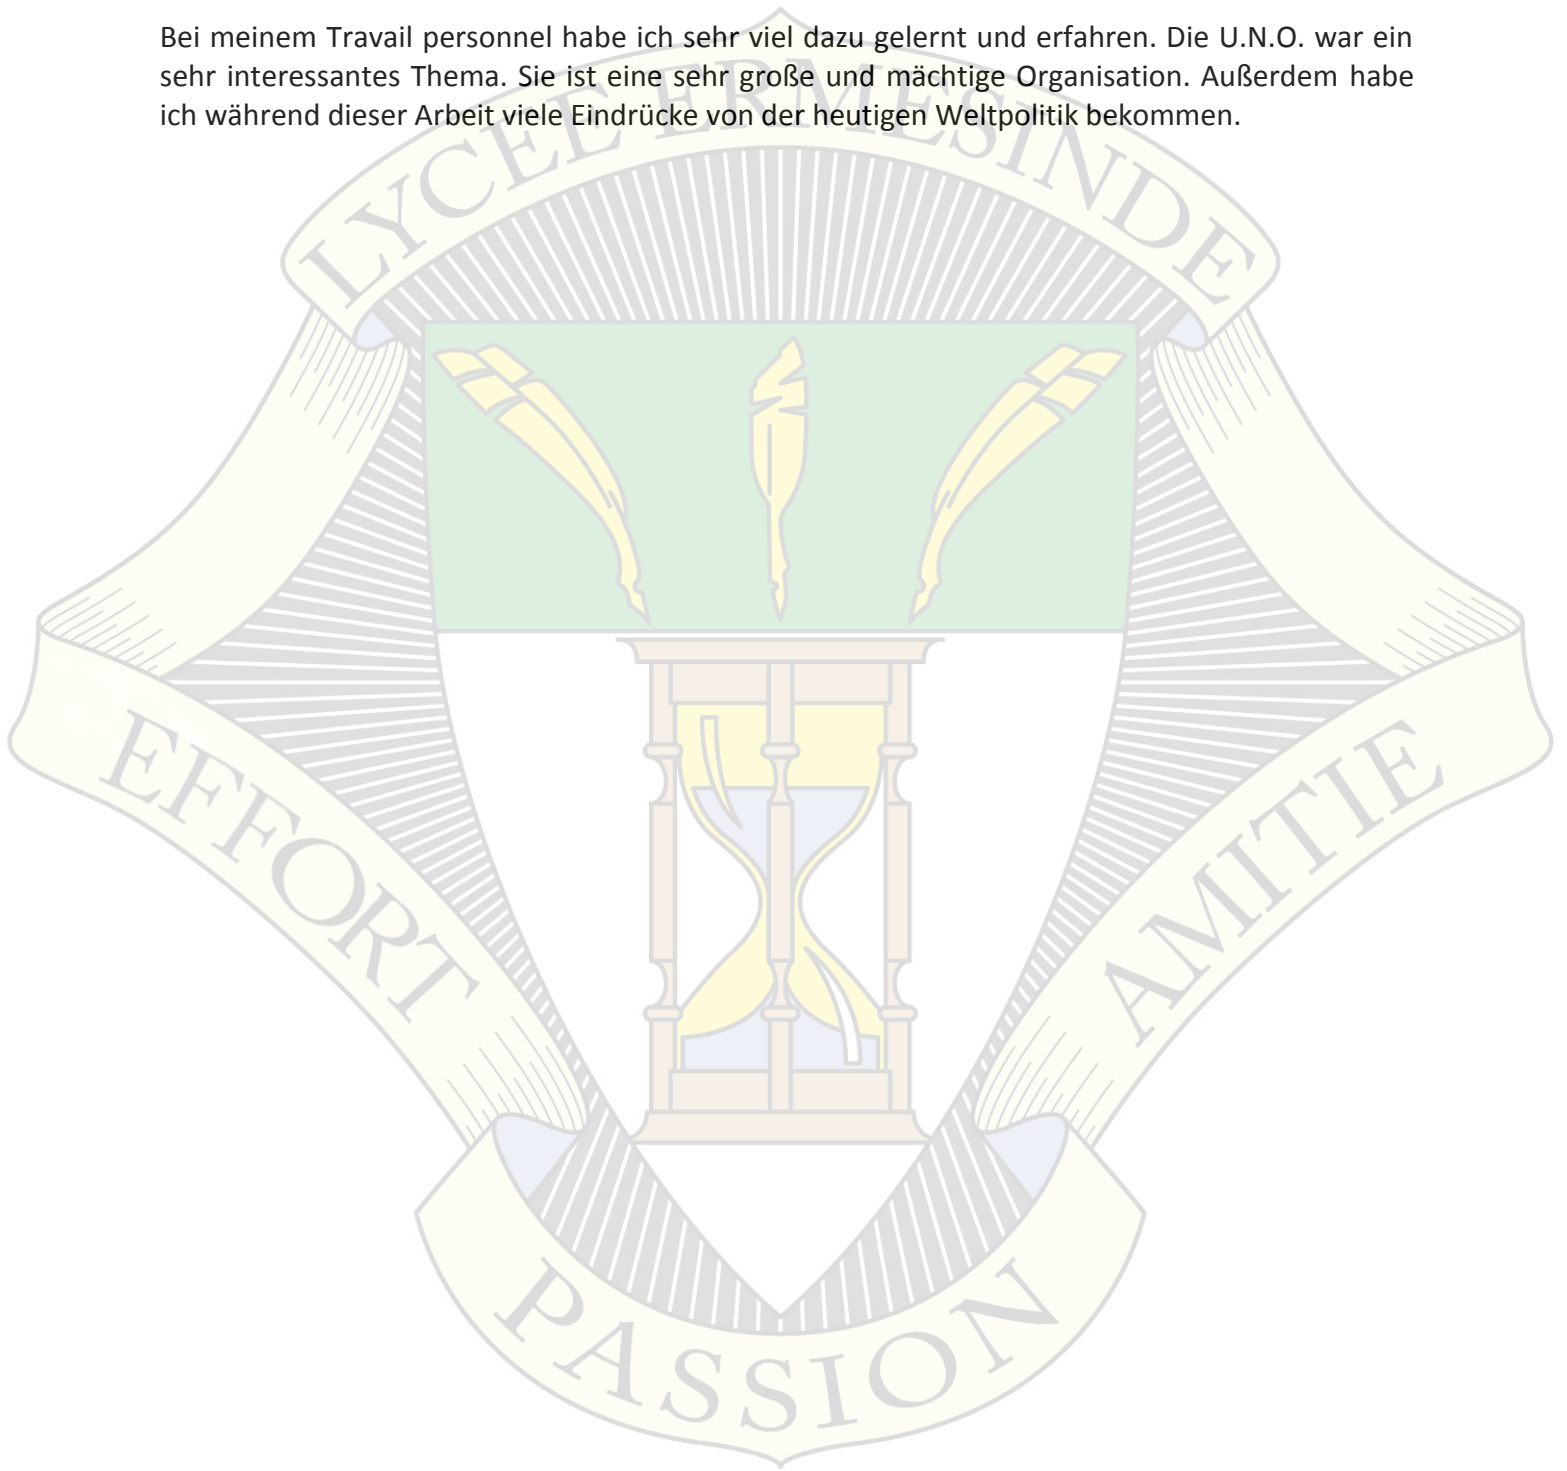 Bei meinem Travail personnel habe ich sehr viel dazu gelernt und erfahren. Die U.N.O. war ein
sehr interessantes Thema. Sie ist eine sehr große und mächtige Organisation. Außerdem habe
ich während dieser Arbeit viele Eindrücke von der heutigen Weltpolitik bekommen.
LYCEE ERMESINDE
EFFORT
AMITIE
PASSION